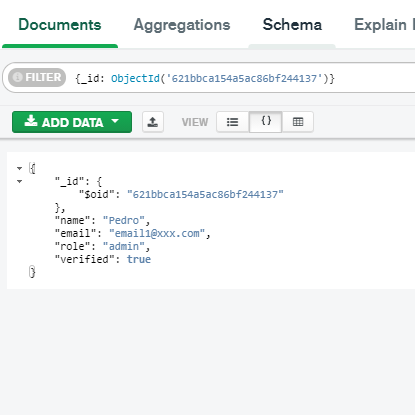 Documents Aggregations Schema Explain
FILTER {_id: ObjectId('621bbca154a5ac86bf244137')}
ADD DATA VIEW {}
{
"_id": {
"$oid": "621bbca154a5ac86bf244137"
},
"name": "Pedro",
"email": "email1@xxx.com",
"role": "admin",
"verified": true
}